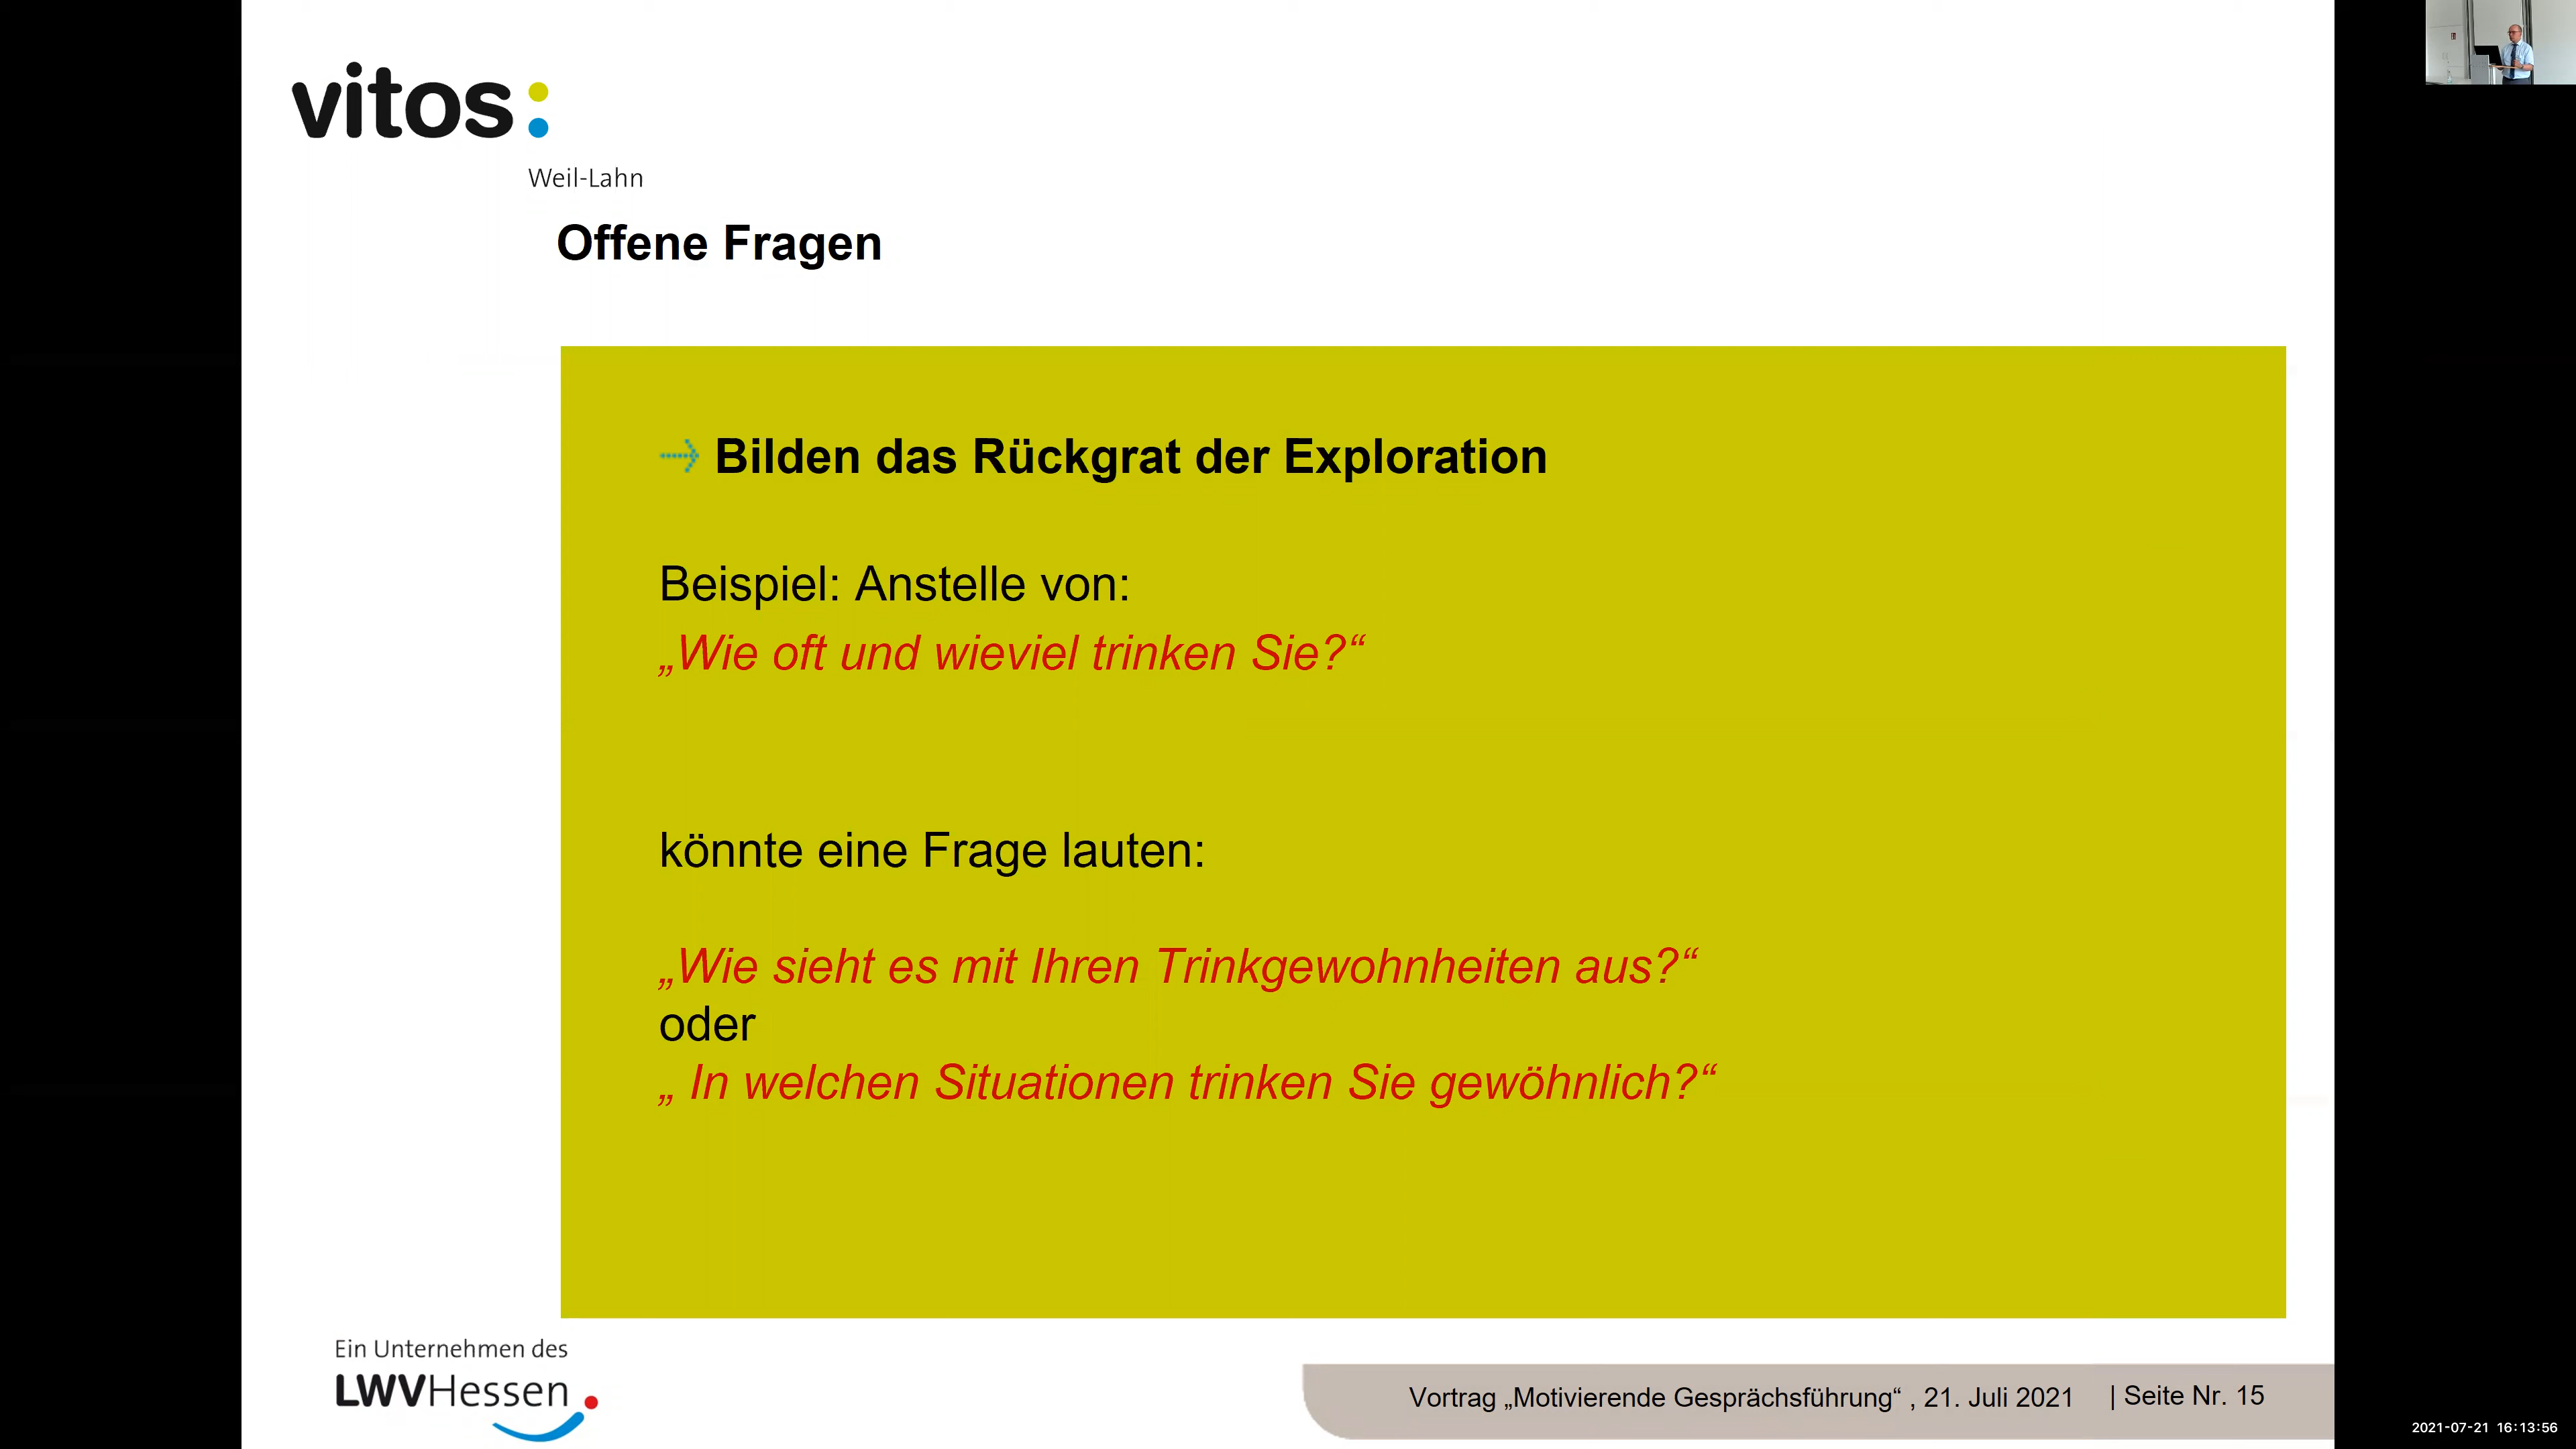 vitos:
Weil-Lahn
Offene Fragen
Bilden das Rückgrat der Exploration
Beispiel: Anstelle von:
„Wie oft und wieviel trinken Sie?“
könnte eine Frage lauten:
„Wie sieht es mit Ihren Trinkgewohnheiten aus?“
oder
„ In welchen Situationen trinken Sie gewöhnlich?“
Ein Unternehmen des
LWVHessen
Vortrag „Motivierende Gesprächsführung“ , 21. Juli 2021 | Seite Nr. 15
2021-07-21 16:13:56